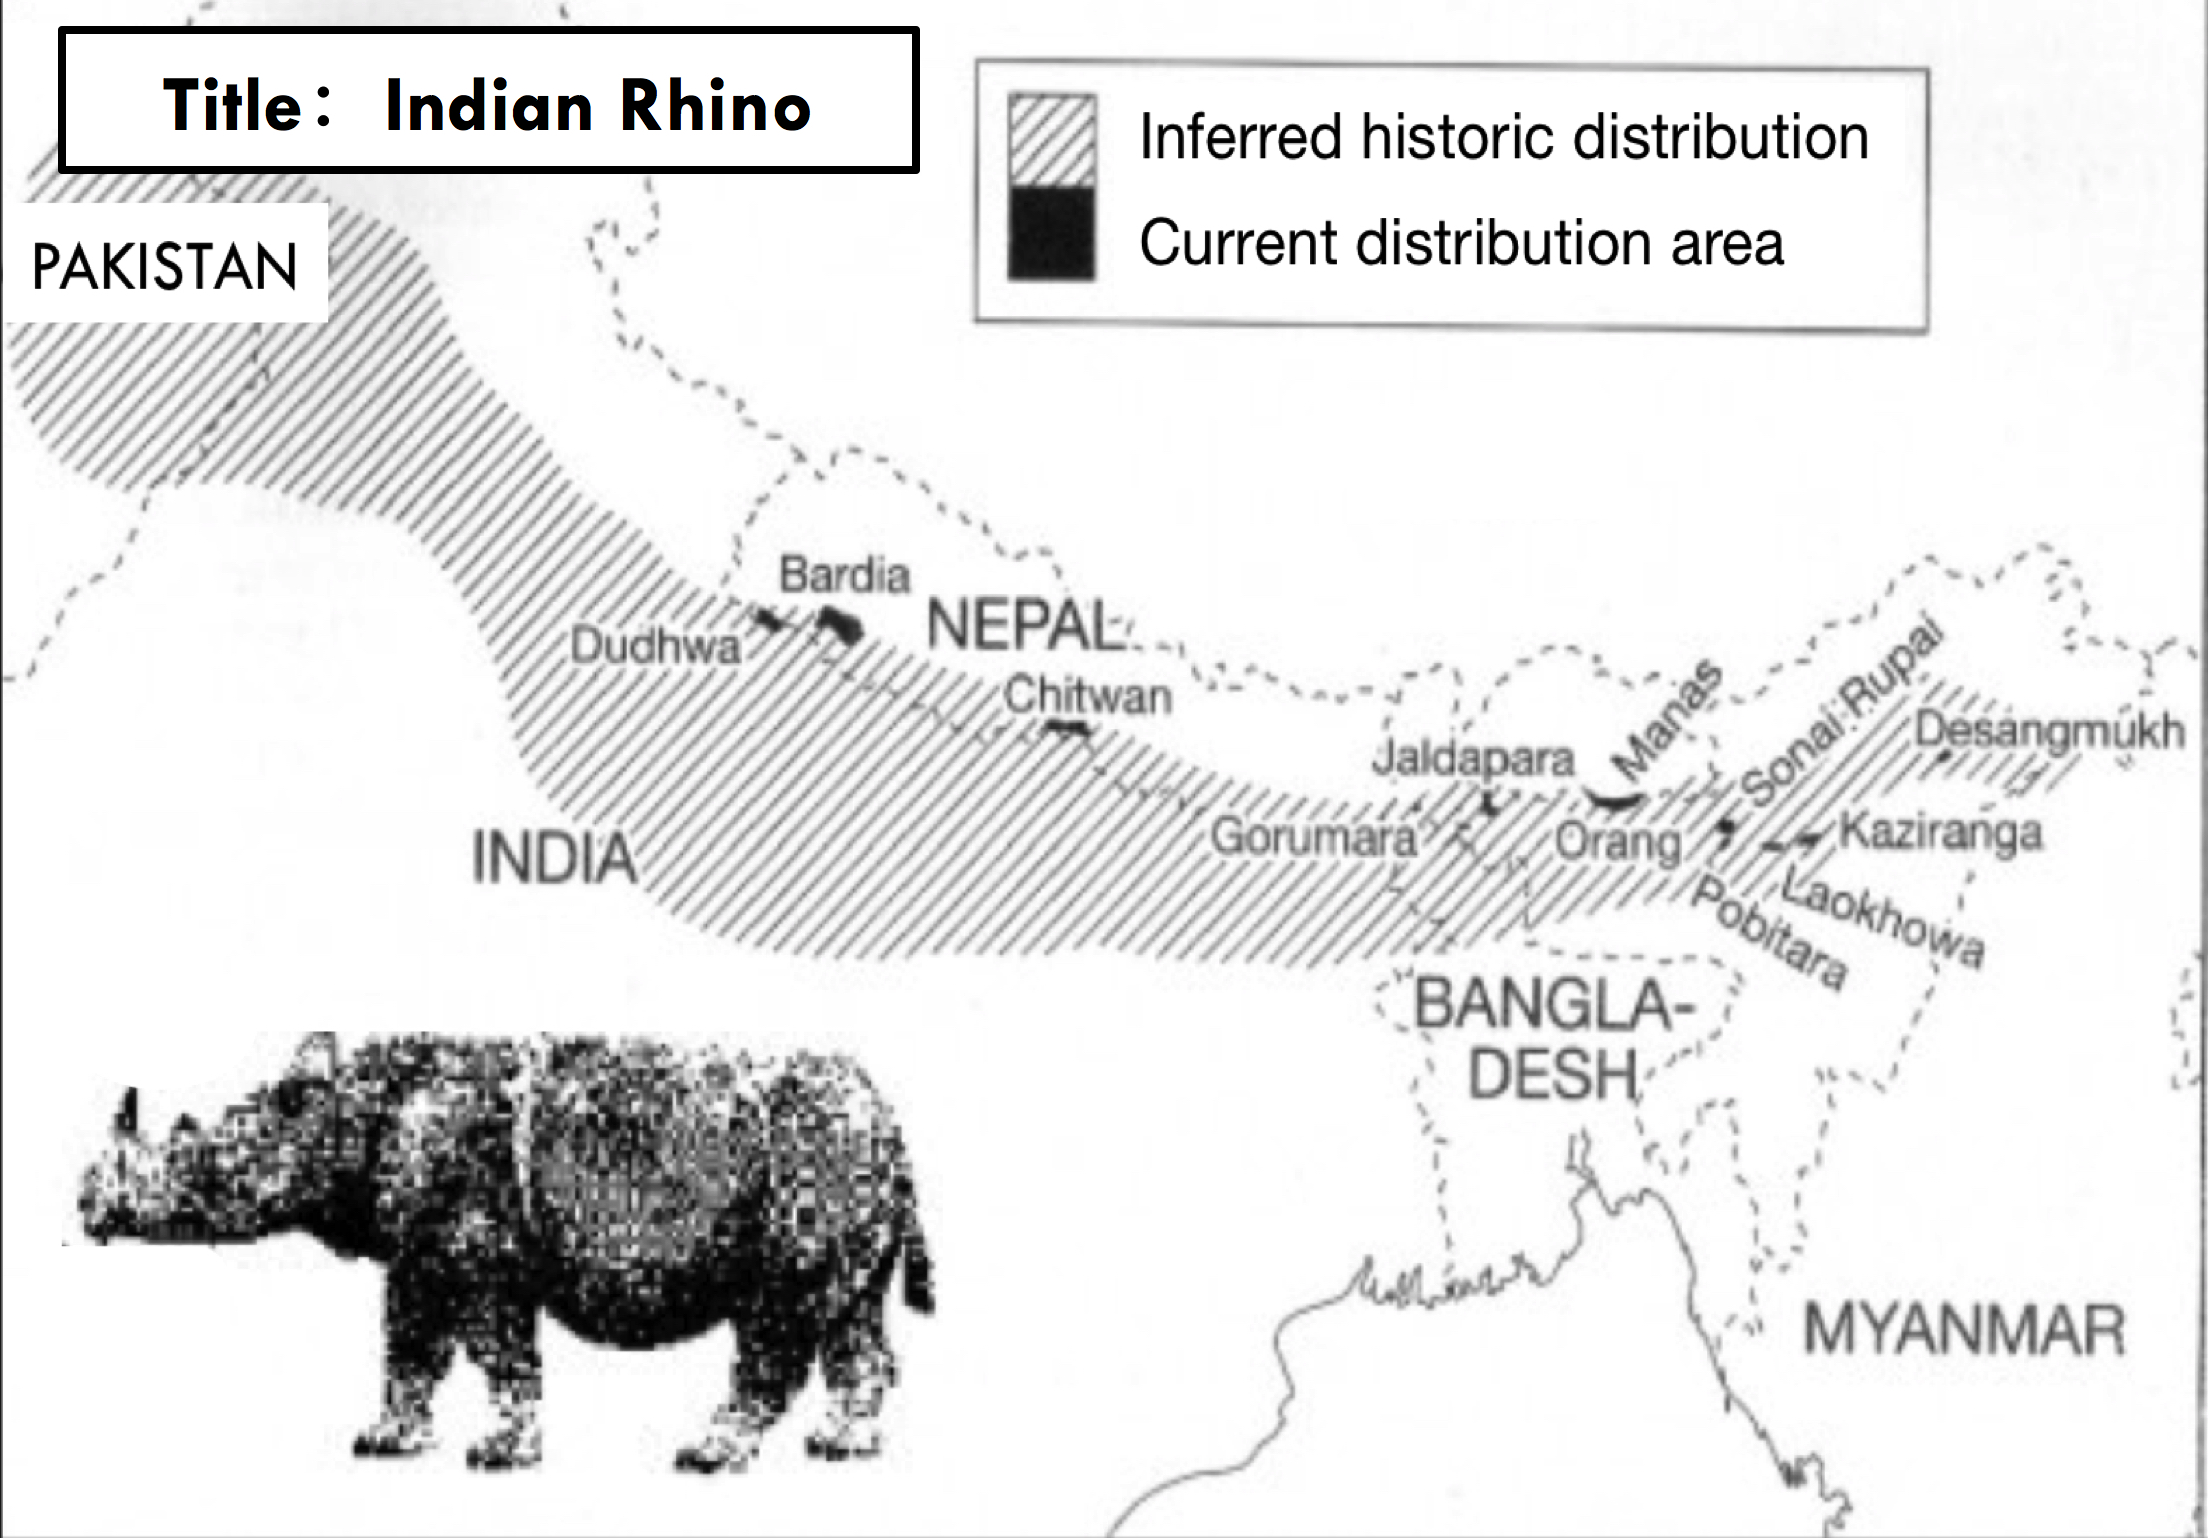 Title: Indian Rhino
Inferred historic distribution
Current distribution area
PAKISTAN
Bardia
NEPAL
Dudhwa
Chitwan
Manas
Sonai Rupai
Jaldapara
Desangmukh
Gorumara
Orang
Kaziranga
INDIA
Laokhowa
Pobitara
BANGLA-
DESH
MYANMAR